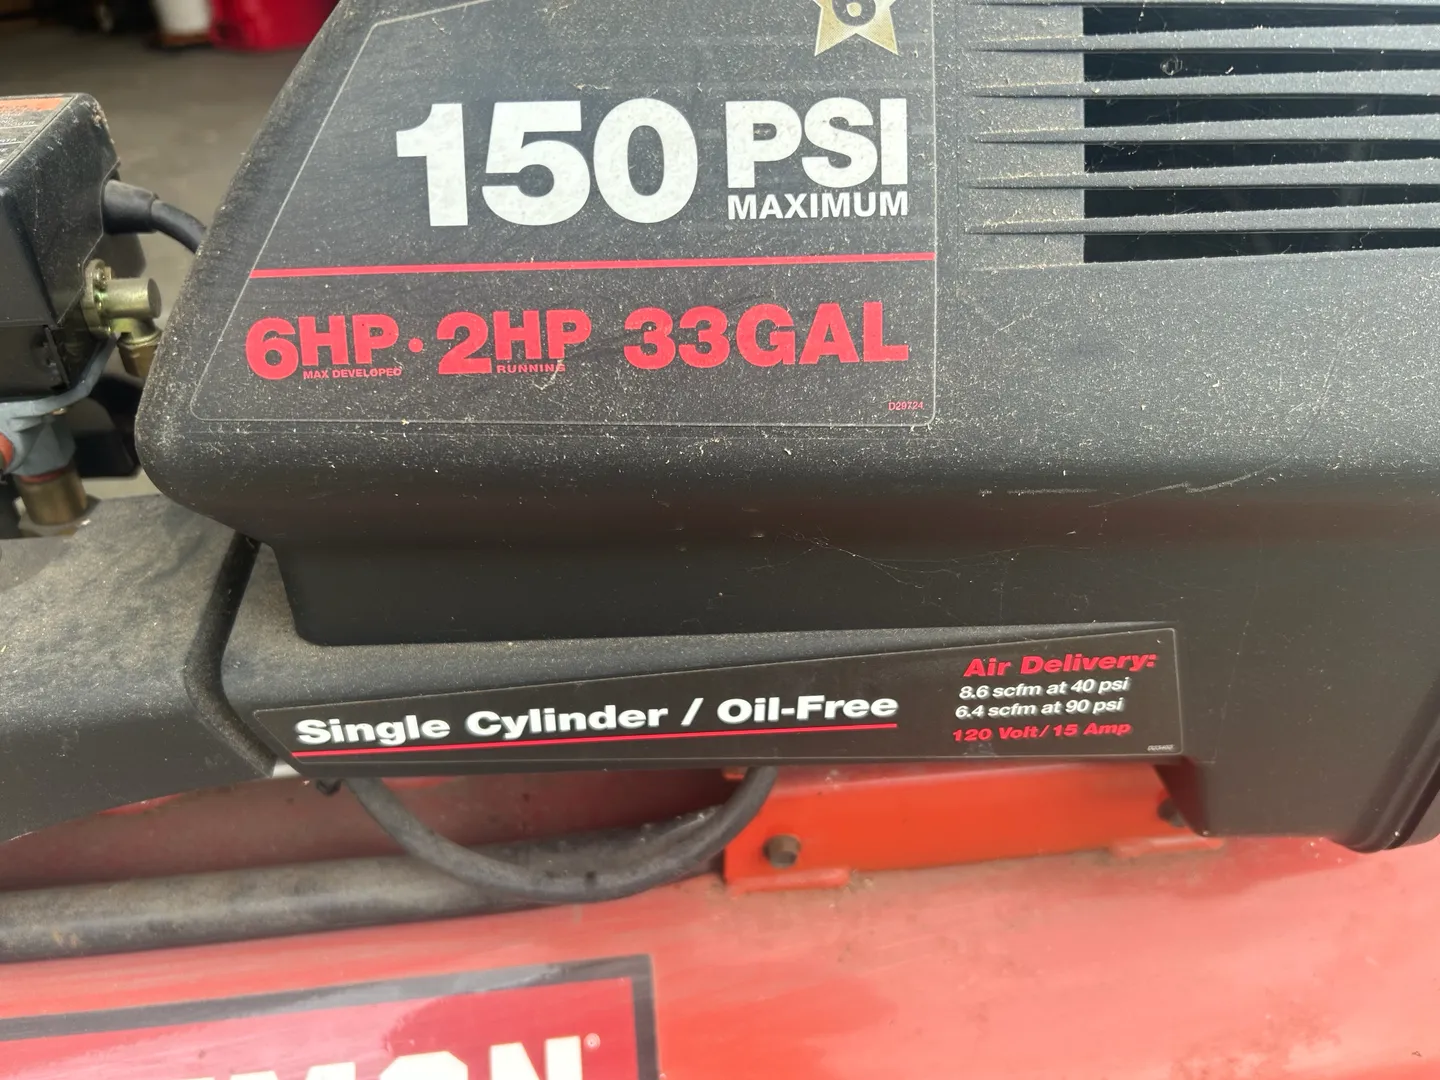 6
150 PSI
MAXIMUM
6HP • 2HP 33GAL
MAX DEVELOPED RUNNING
D29724
Single Cylinder / Oil-Free
Air Delivery:
8.6 scfm at 40 psi
6.4 scfm at 90 psi
120 Volt/15 Amp